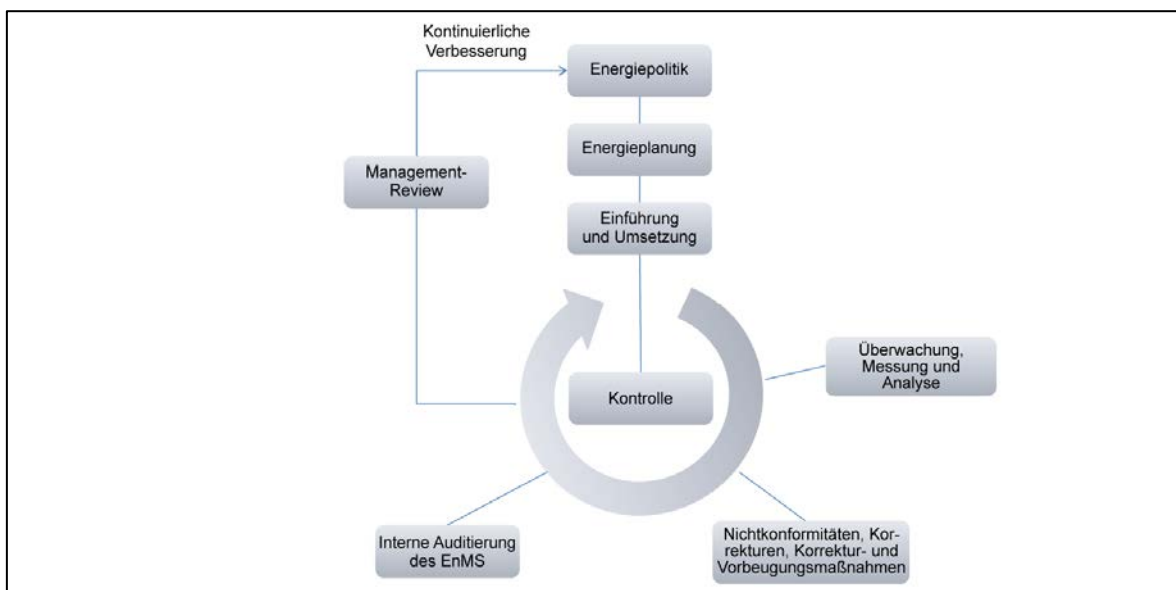 Kontinuierliche
Verbesserung
Energiepolitik
Energieplanung
Management-
Review
Einführung
und Umsetzung
Überwachung,
Messung und
Analyse
Kontrolle
Interne Auditierung
des EnMS
Nichtkonformitäten, Kor-
rekturen, Korrektur- und
Vorbeugungsmaßnahmen